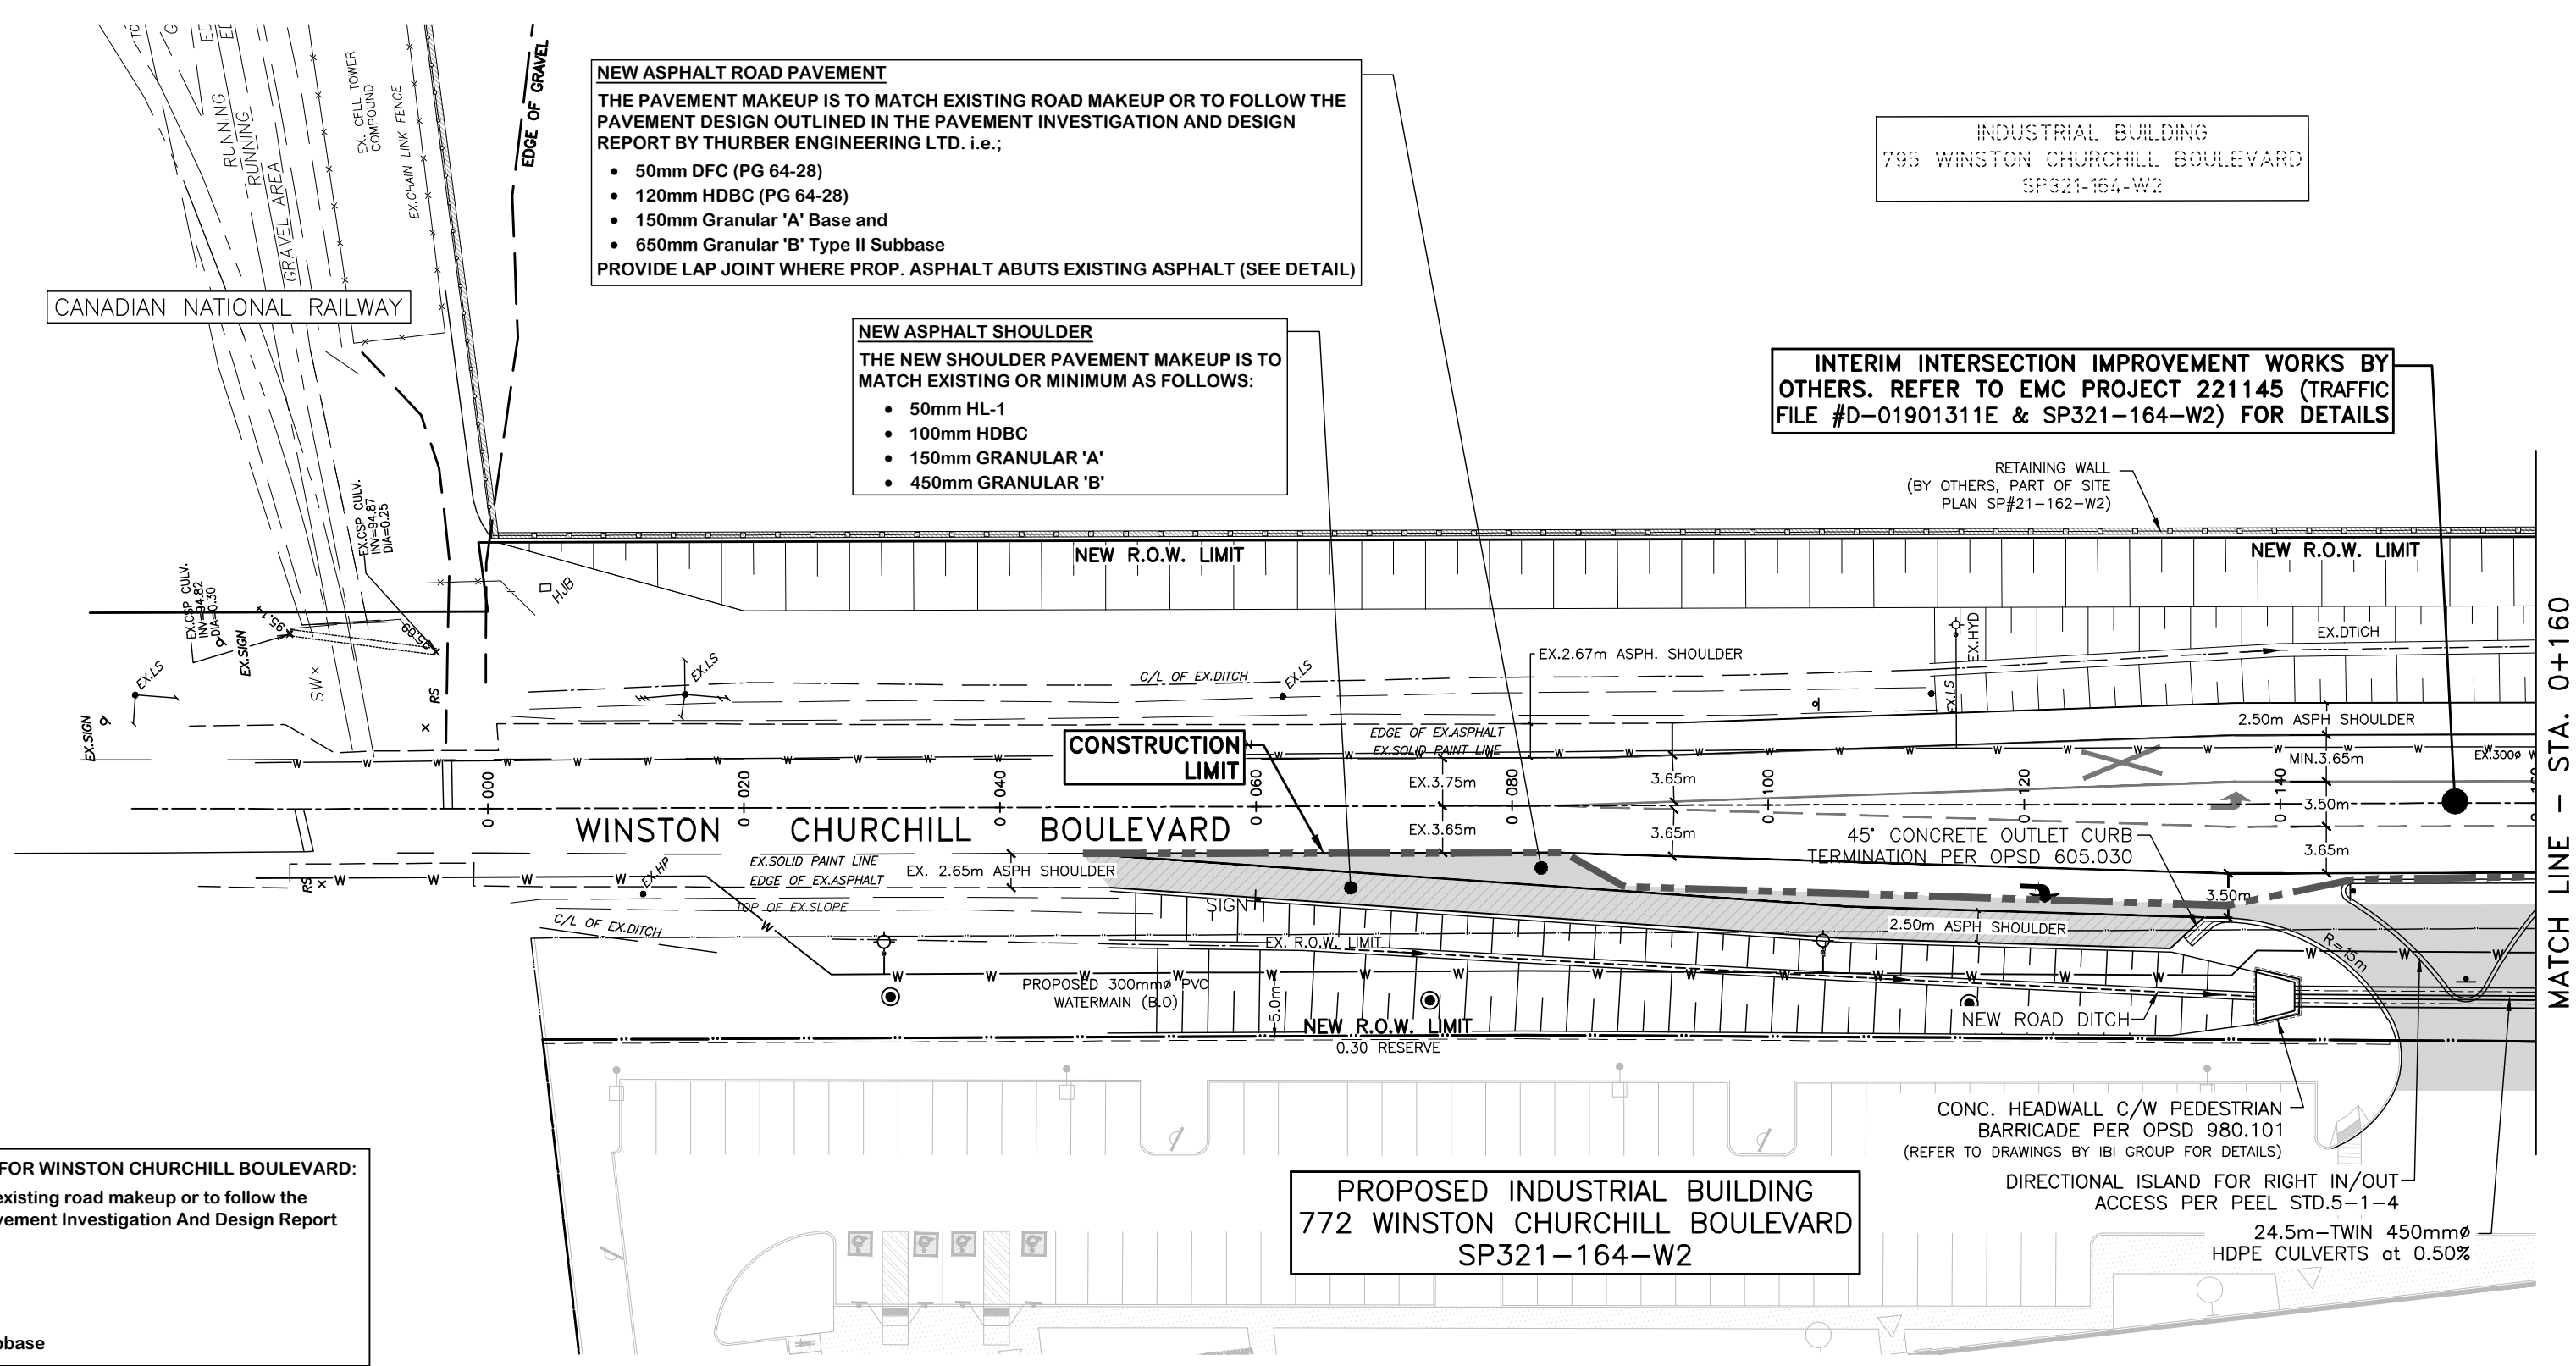 NEW ASPHALT ROAD PAVEMENT
THE PAVEMENT MAKEUP IS TO MATCH EXISTING ROAD MAKEUP OR TO FOLLOW THE
PAVEMENT DESIGN OUTLINED IN THE PAVEMENT INVESTIGATION AND DESIGN
REPORT BY THURBER ENGINEERING LTD. i.e.;
• 50mm DFC (PG 64-28)
• 120mm HDBC (PG 64-28)
• 150mm Granular 'A' Base and
• 650mm Granular 'B' Type II Subbase
PROVIDE LAP JOINT WHERE PROP. ASPHALT ABUTS EXISTING ASPHALT (SEE DETAIL)
INDUSTRIAL BUILDING
795 WINSTON CHURCHILL BOULEVARD
SP321-164-W2
RUNNING
RUNNING
GRAVEL AREA
EX. CELL TOWER
COMPOUND
EX.CHAIN LINK FENCE
EDGE OF GRAVEL
CANADIAN NATIONAL RAILWAY
NEW ASPHALT SHOULDER
THE NEW SHOULDER PAVEMENT MAKEUP IS TO
MATCH EXISTING OR MINIMUM AS FOLLOWS:
• 50mm HL-1
• 100mm HDBC
• 150mm GRANULAR 'A'
• 450mm GRANULAR 'B'
INTERIM INTERSECTION IMPROVEMENT WORKS BY
OTHERS. REFER TO EMC PROJECT 221145 (TRAFFIC
FILE #D-01901311E & SP321-164-W2) FOR DETAILS
RETAINING WALL
(BY OTHERS, PART OF SITE
PLAN SP#21-162-W2)
NEW R.O.W. LIMIT
NEW R.O.W. LIMIT
EX.CSP CULV.
INV=94.87
DIA=0.25
EX.CSP CULV.
INV=94.82
DIA=0.30
95.14
95.09
EX.SIGN
HJB
EX.LS
SW
RS
EX.SIGN
EX.LS
C/L OF EX.DITCH
EX.LS
EX.2.67m ASPH. SHOULDER
EX.HYD
EX.LS
EX.DTICH
2.50m ASPH SHOULDER
EDGE OF EX.ASPHALT
EX.SOLID PAINT LINE
CONSTRUCTION
LIMIT
EX.3.75m
3.65m
MIN.3.65m
EX.300ø W
0+000
0+020
0+040
0+060
0+080
0+100
0+120
0+140
3.50m
WINSTON CHURCHILL BOULEVARD
EX.3.65m
3.65m
3.65m
45° CONCRETE OUTLET CURB
TERMINATION PER OPSD 605.030
RS
EX.HP
EX.SOLID PAINT LINE
EX. 2.65m ASPH SHOULDER
EDGE OF EX.ASPHALT
TOP OF EX.SLOPE
C/L OF EX.DITCH
SIGN
3.50m
2.50m ASPH SHOULDER
EX. R.O.W. LIMIT
R=15m
PROPOSED 300mmø PVC
WATERMAIN (B.O)
5.0m
NEW R.O.W. LIMIT
0.30 RESERVE
NEW ROAD DITCH
MATCH LINE - STA. 0+160
CONC. HEADWALL C/W PEDESTRIAN
BARRICADE PER OPSD 980.101
(REFER TO DRAWINGS BY IBI GROUP FOR DETAILS)
DIRECTIONAL ISLAND FOR RIGHT IN/OUT
ACCESS PER PEEL STD.5-1-4
24.5m-TWIN 450mmø
HDPE CULVERTS at 0.50%
PROPOSED INDUSTRIAL BUILDING
772 WINSTON CHURCHILL BOULEVARD
SP321-164-W2
FOR WINSTON CHURCHILL BOULEVARD:
existing road makeup or to follow the
vement Investigation And Design Report
bbase